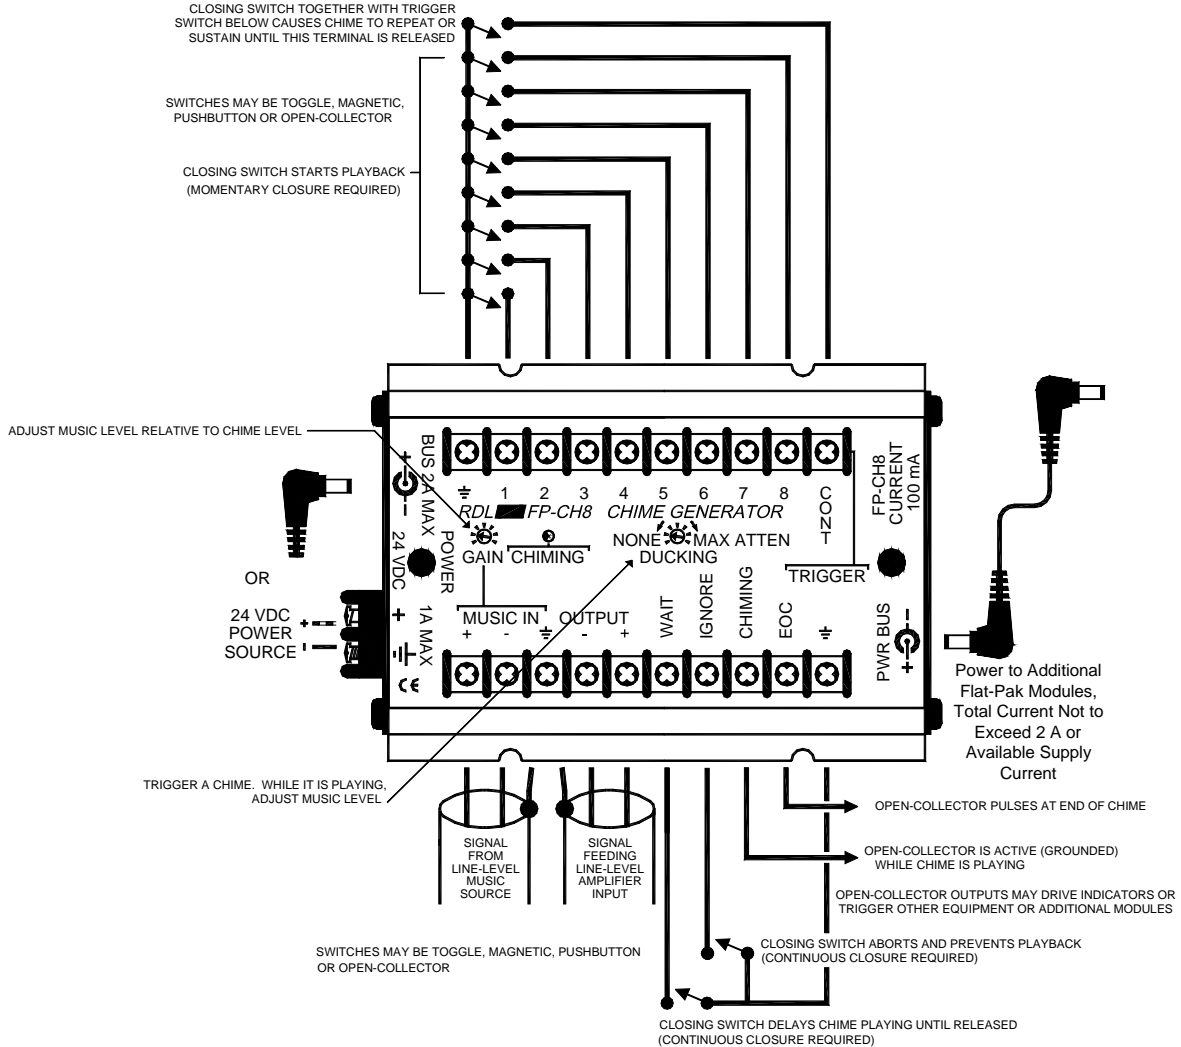 CLOSING SWITCH TOGETHER WITH TRIGGER
SWITCH BELOW CAUSES CHIME TO REPEAT OR
SUSTAIN UNTIL THIS TERMINAL IS RELEASED
SWITCHES MAY BE TOGGLE, MAGNETIC,
PUSHBUTTON OR OPEN-COLLECTOR
CLOSING SWITCH STARTS PLAYBACK
(MOMENTARY CLOSURE REQUIRED)
ADJUST MUSIC LEVEL RELATIVE TO CHIME LEVEL
BUS 2A MAX
+
-
24 VDC
POWER
1A MAX
+
CE
1 2 3 4 5 6 7 8 CONT
RDL FP-CH8 CHIME GENERATOR
GAIN CHIMING
NONE MAX ATTEN
DUCKING
TRIGGER
FP-CH8
CURRENT
100 mA
MUSIC IN OUTPUT
+ - - +
WAIT
IGNORE
CHIMING
EOC
PWR BUS
-
+
OR
24 VDC
POWER
SOURCE
+
-
Power to Additional
Flat-Pak Modules,
Total Current Not to
Exceed 2 A or
Available Supply
Current
TRIGGER A CHIME. WHILE IT IS PLAYING,
ADJUST MUSIC LEVEL
SIGNAL
FROM
LINE-LEVEL
MUSIC
SOURCE
SIGNAL
FEEDING
LINE-LEVEL
AMPLIFIER
INPUT
OPEN-COLLECTOR PULSES AT END OF CHIME
OPEN-COLLECTOR IS ACTIVE (GROUNDED)
WHILE CHIME IS PLAYING
OPEN-COLLECTOR OUTPUTS MAY DRIVE INDICATORS OR
TRIGGER OTHER EQUIPMENT OR ADDITIONAL MODULES
SWITCHES MAY BE TOGGLE, MAGNETIC, PUSHBUTTON
OR OPEN-COLLECTOR
CLOSING SWITCH ABORTS AND PREVENTS PLAYBACK
(CONTINUOUS CLOSURE REQUIRED)
CLOSING SWITCH DELAYS CHIME PLAYING UNTIL RELEASED
(CONTINUOUS CLOSURE REQUIRED)